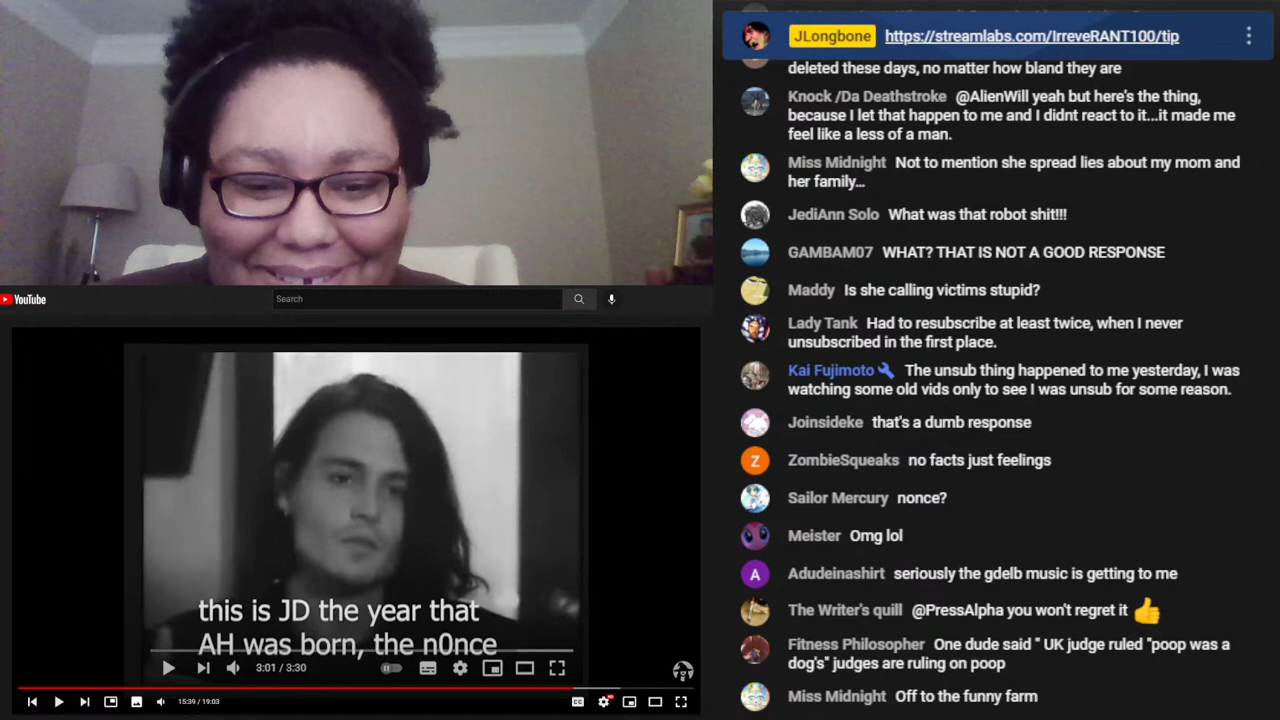 JLongbone https://streamlabs.com/IrreveRANT100/tip
deleted these days, no matter how bland they are
Knock /Da Deathstroke @AlienWill yeah but here's the thing,
because I let that happen to me and I didnt react to it...it made me
feel like a less of a man.
Miss Midnight Not to mention she spread lies about my mom and
her family…
JediAnn Solo What was that robot shit!!!
GAMBAM07 WHAT? THAT IS NOT A GOOD RESPONSE
Maddy Is she calling victims stupid?
Lady Tank Had to resubscribe at least twice, when I never
unsubscribed in the first place.
Kai Fujimoto The unsub thing happened to me yesterday, I was
watching some old vids only to see I was unsub for some reason.
Joinsideke that's a dumb response
Z
ZombieSqueaks no facts just feelings
Sailor Mercury nonce?
Meister Omg lol
A
Adudeinashirt seriously the gdelb music is getting to me
The Writer's quill @PressAlpha you won't regret it
Fitness Philosopher One dude said " UK judge ruled "poop was a
dog's" judges are ruling on poop
Miss Midnight Off to the funny farm
YouTube
Search
this is JD the year that
AH was born, the n0nce
3:01 / 3:30
15:39 / 19:03